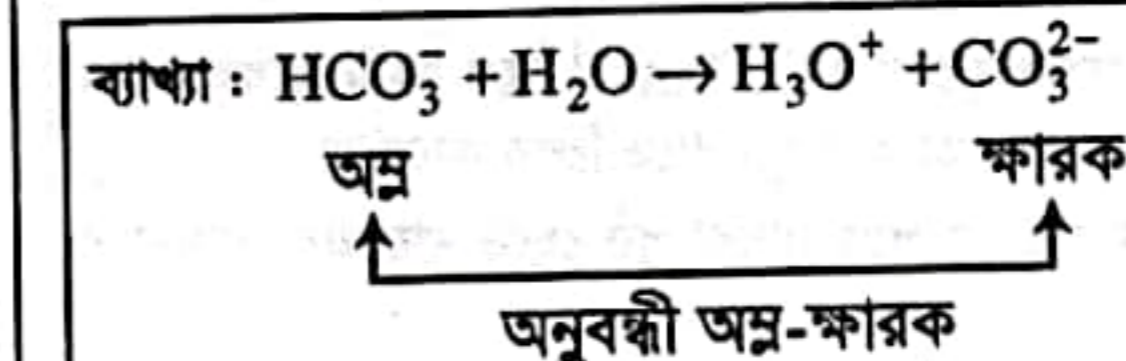 ব্যাখ্যা : HCO₃⁻ + H₂O → H₃O⁺ + CO₃²⁻
অম্ল ক্ষারক
অনুবন্ধী অম্ল-ক্ষারক